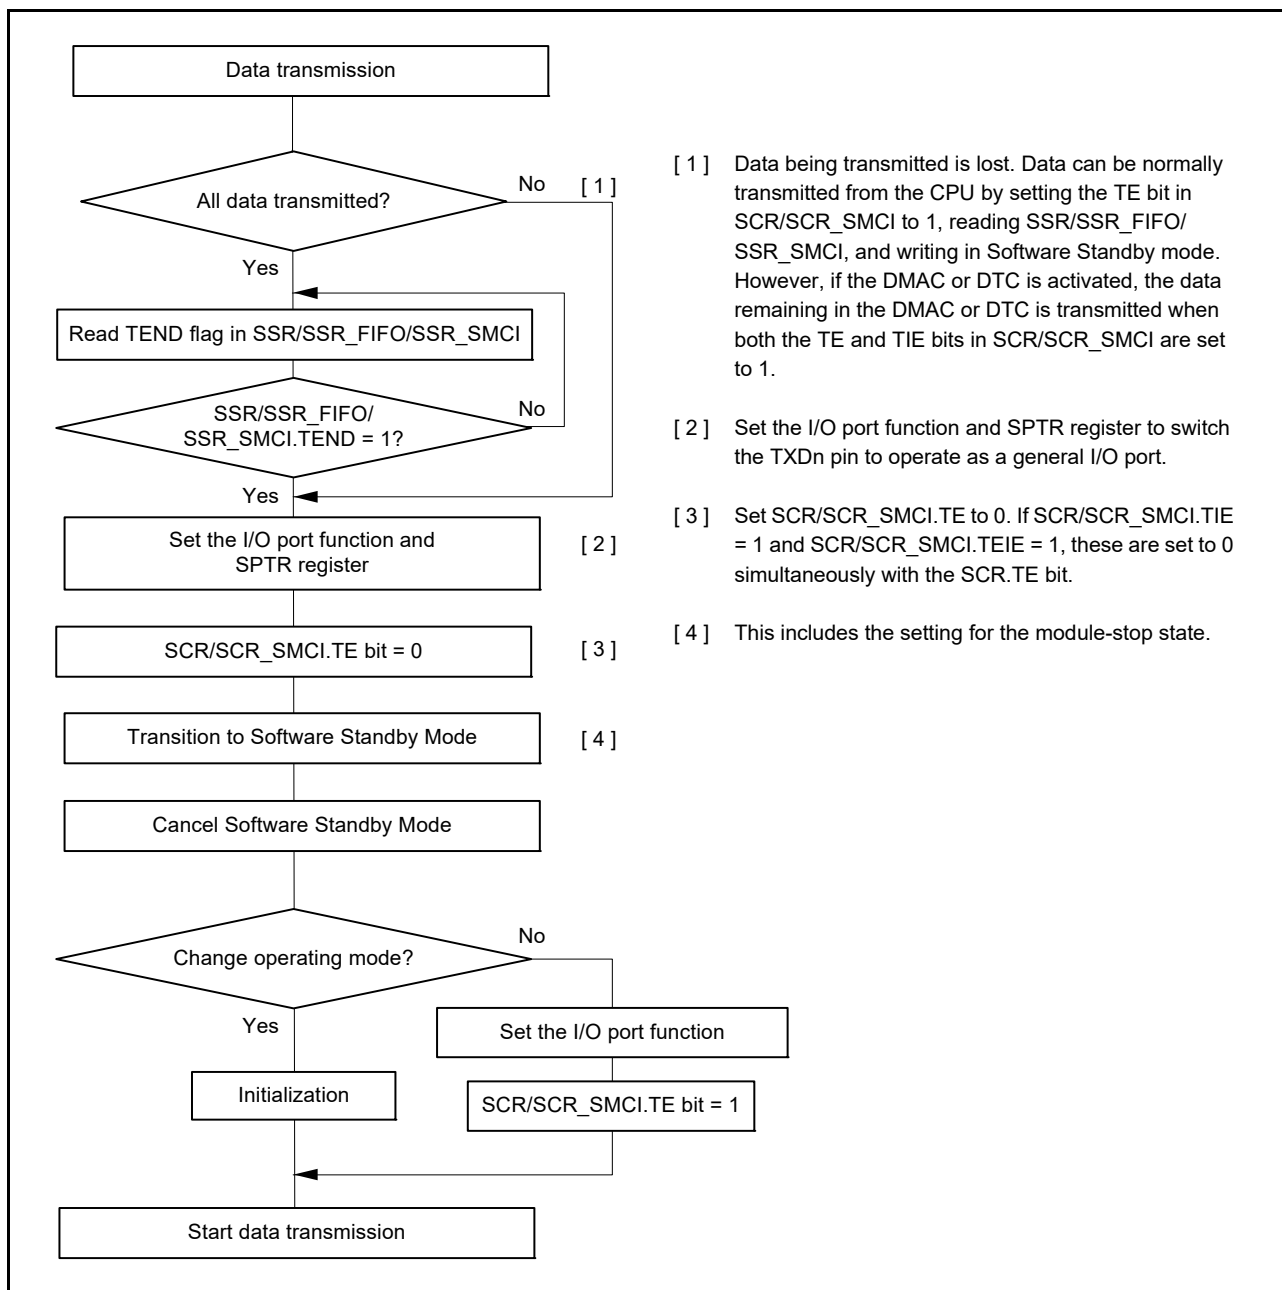 Data transmission
All data transmitted?
No
[ 1 ]
Yes
Read TEND flag in SSR/SSR_FIFO/SSR_SMCI
SSR/SSR_FIFO/
SSR_SMCI.TEND = 1?
No
Yes
Set the I/O port function and
SPTR register
[ 2 ]
SCR/SCR_SMCI.TE bit = 0
[ 3 ]
Transition to Software Standby Mode
[ 4 ]
Cancel Software Standby Mode
Change operating mode?
No
Yes
Set the I/O port function
Initialization
SCR/SCR_SMCI.TE bit = 1
Start data transmission
[ 1 ] Data being transmitted is lost. Data can be normally
transmitted from the CPU by setting the TE bit in
SCR/SCR_SMCI to 1, reading SSR/SSR_FIFO/
SSR_SMCI, and writing in Software Standby mode.
However, if the DMAC or DTC is activated, the data
remaining in the DMAC or DTC is transmitted when
both the TE and TIE bits in SCR/SCR_SMCI are set
to 1.
[ 2 ] Set the I/O port function and SPTR register to switch
the TXDn pin to operate as a general I/O port.
[ 3 ] Set SCR/SCR_SMCI.TE to 0. If SCR/SCR_SMCI.TIE
= 1 and SCR/SCR_SMCI.TEIE = 1, these are set to 0
simultaneously with the SCR.TE bit.
[ 4 ] This includes the setting for the module-stop state.